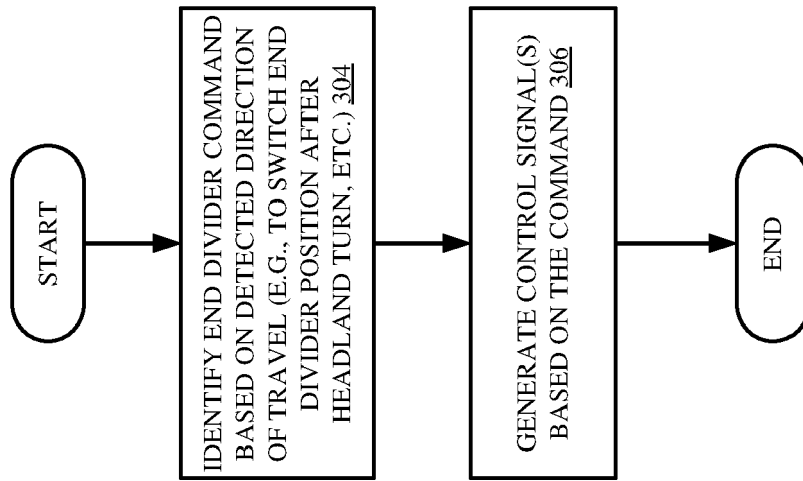 START
IDENTIFY END DIVIDER COMMAND
BASED ON DETECTED DIRECTION
OF TRAVEL (E.G., TO SWITCH END
DIVIDER POSITION AFTER
HEADLAND TURN, ETC.) 304
GENERATE CONTROL SIGNAL(S)
BASED ON THE COMMAND 306
END